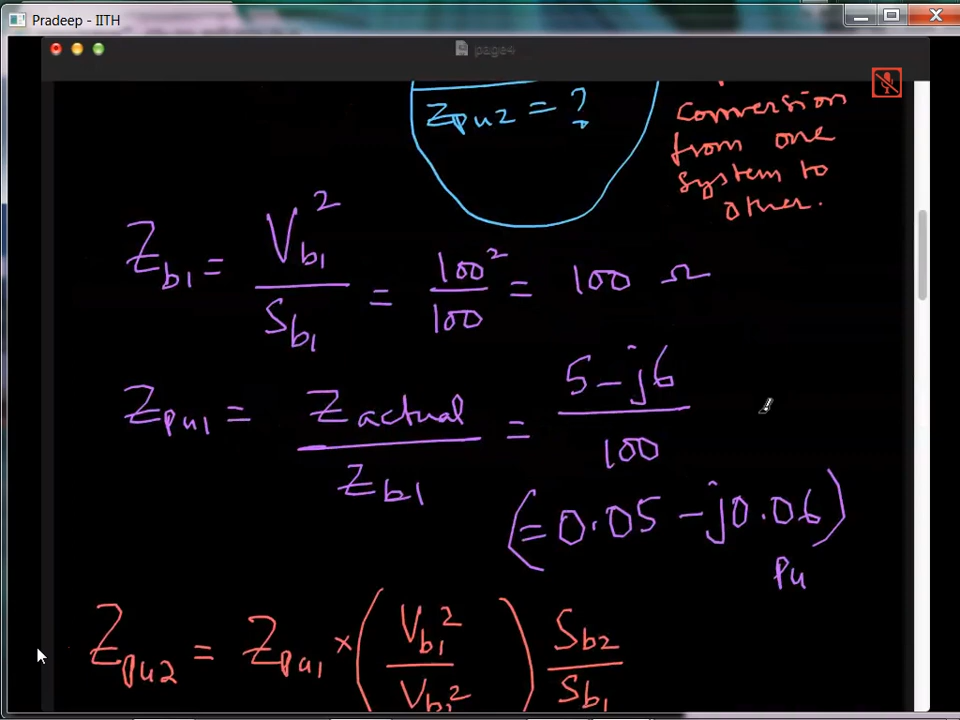 Pradeep - IITH
page4
Zpu2 = ?
conversion
from one
system to
other.
Zb1 = Vb1² / Sb1 = 100² / 100 = 100 Ω
Zpu1 = Zactual / Zb1 = 5 - j6 / 100
(= 0.05 - j0.06) pu
Zpu2 = Zpu1 × (Vb1² / Vb1²) Sb2 / Sb1